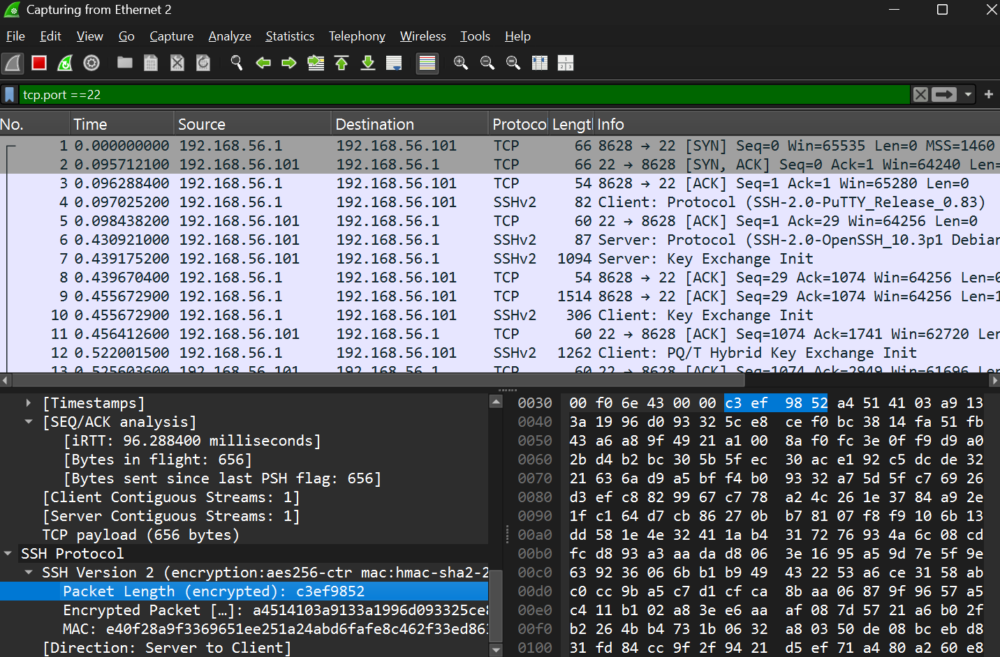 Capturing from Ethernet 2
File Edit View Go Capture Analyze Statistics Telephony Wireless Tools Help
tcp.port ==22
No. Time Source Destination Protoco Lengt Info
1 0.000000000 192.168.56.1 192.168.56.101 TCP 66 8628 → 22 [SYN] Seq=0 Win=65535 Len=0 MSS=1460
2 0.095712100 192.168.56.101 192.168.56.1 TCP 66 22 → 8628 [SYN, ACK] Seq=0 Ack=1 Win=64240 Len=
3 0.096288400 192.168.56.1 192.168.56.101 TCP 54 8628 → 22 [ACK] Seq=1 Ack=1 Win=65280 Len=0
4 0.097025200 192.168.56.1 192.168.56.101 SSHv2 82 Client: Protocol (SSH-2.0-PuTTY_Release_0.83)
5 0.098438200 192.168.56.101 192.168.56.1 TCP 60 22 → 8628 [ACK] Seq=1 Ack=29 Win=64256 Len=0
6 0.430921000 192.168.56.101 192.168.56.1 SSHv2 87 Server: Protocol (SSH-2.0-OpenSSH_10.3p1 Debian
7 0.439175200 192.168.56.101 192.168.56.1 SSHv2 1094 Server: Key Exchange Init
8 0.439670400 192.168.56.1 192.168.56.101 TCP 54 8628 → 22 [ACK] Seq=29 Ack=1074 Win=64256 Len=0
9 0.455672900 192.168.56.1 192.168.56.101 TCP 1514 8628 → 22 [ACK] Seq=29 Ack=1074 Win=64256 Len=1
10 0.455672900 192.168.56.1 192.168.56.101 SSHv2 306 Client: Key Exchange Init
11 0.456412600 192.168.56.101 192.168.56.1 TCP 60 22 → 8628 [ACK] Seq=1074 Ack=1741 Win=62720 Len
12 0.522001500 192.168.56.1 192.168.56.101 SSHv2 1262 Client: PQ/T Hybrid Key Exchange Init
13 0.525603600 192.168.56.101 192.168.56.1 TCP 60 22 → 8628 [ACK] Seq=1074 Ack=2949 Win=61696 Len
[Timestamps]
[SEQ/ACK analysis]
[iRTT: 96.288400 milliseconds]
[Bytes in flight: 656]
[Bytes sent since last PSH flag: 656]
[Client Contiguous Streams: 1]
[Server Contiguous Streams: 1]
TCP payload (656 bytes)
SSH Protocol
SSH Version 2 (encryption:aes256-ctr mac:hmac-sha2-2
Packet Length (encrypted): c3ef9852
Encrypted Packet […]: a4514103a9133a1996d093325ce8
MAC: e40f28a9f3369651ee251a24abd6fafe8c462f33ed86
[Direction: Server to Client]
0030 00 f0 6e 43 00 00 c3 ef 98 52 a4 51 41 03 a9 13
0040 3a 19 96 d0 93 32 5c e8 ce f0 bc 38 14 fa 51 fb
0050 43 a6 a8 9f 49 21 a1 00 8a f0 fc 3e 0f f9 d9 a0
0060 2b d4 b2 bc 30 5b 5f ec 30 ac e1 92 c5 dc de 32
0070 21 63 6a d9 a5 bf f4 b0 93 32 a7 5d 5f c7 69 26
0080 d3 ef c8 82 99 67 c7 78 a2 4c 26 1e 37 84 a9 2e
0090 1f c1 64 d7 cb 86 27 0b b7 81 07 f8 f9 10 6b 13
00a0 dd 58 1e 4e 32 41 1a b4 31 72 76 93 4a 6c 08 cd
00b0 fc d8 93 a3 aa da d8 06 3e 16 95 a5 9d 7e 5f 9e
00c0 63 92 36 06 6b b1 b9 49 43 22 53 a6 ce 31 58 ab
00d0 c0 cc 9b a5 c7 d1 cf ca 8b aa 06 87 9f 96 57 a5
00e0 c4 11 b1 02 a8 3e e6 aa af 08 7d 57 21 a6 b0 2f
00f0 b2 26 4b b4 73 1b 06 32 a8 03 50 de 08 bc eb d8
0100 31 fd 84 cc 9f 2f 94 21 d5 ef 71 a4 80 a2 60 e8